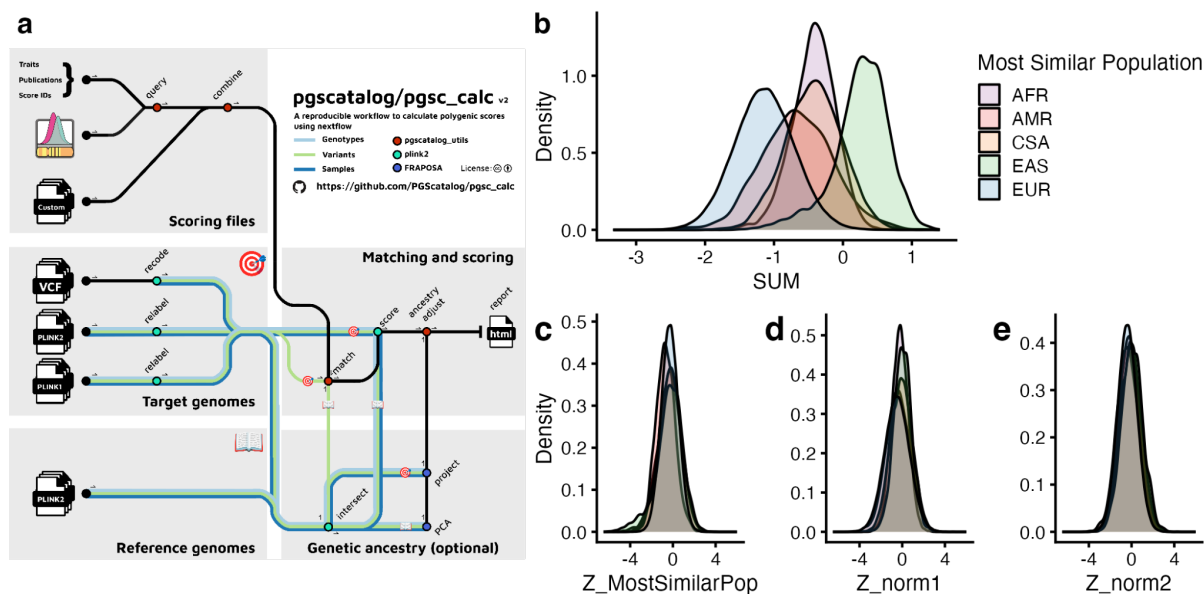 a
Traits
Publications
Score IDs
query
combine
Custom
Scoring files
pgscatalog/pgsc_calc v2
A reproducible workflow to calculate polygenic scores
using nextflow
Genotypes
Variants
Samples
pgscatalog_utils
plink2
FRAPOSA
License:
https://github.com/PGScatalog/pgsc_calc
VCF
recode
PLINK2
relabel
PLINK1
relabel
Target genomes
Matching and scoring
match
score
ancestry
adjust
report
html
PLINK2
Reference genomes
intersect
project
PCA
Genetic ancestry (optional)
b
Density
1.0
0.5
0.0
-3 -2 -1 0 1
SUM
Most Similar Population
AFR
AMR
CSA
EAS
EUR
c
Density
0.5
0.4
0.3
0.2
0.1
0.0
-4 0 4
Z_MostSimilarPop
d
0.5
0.4
0.3
0.2
0.1
0.0
-4 0 4
Z_norm1
e
0.5
0.4
0.3
0.2
0.1
0.0
-4 0 4
Z_norm2